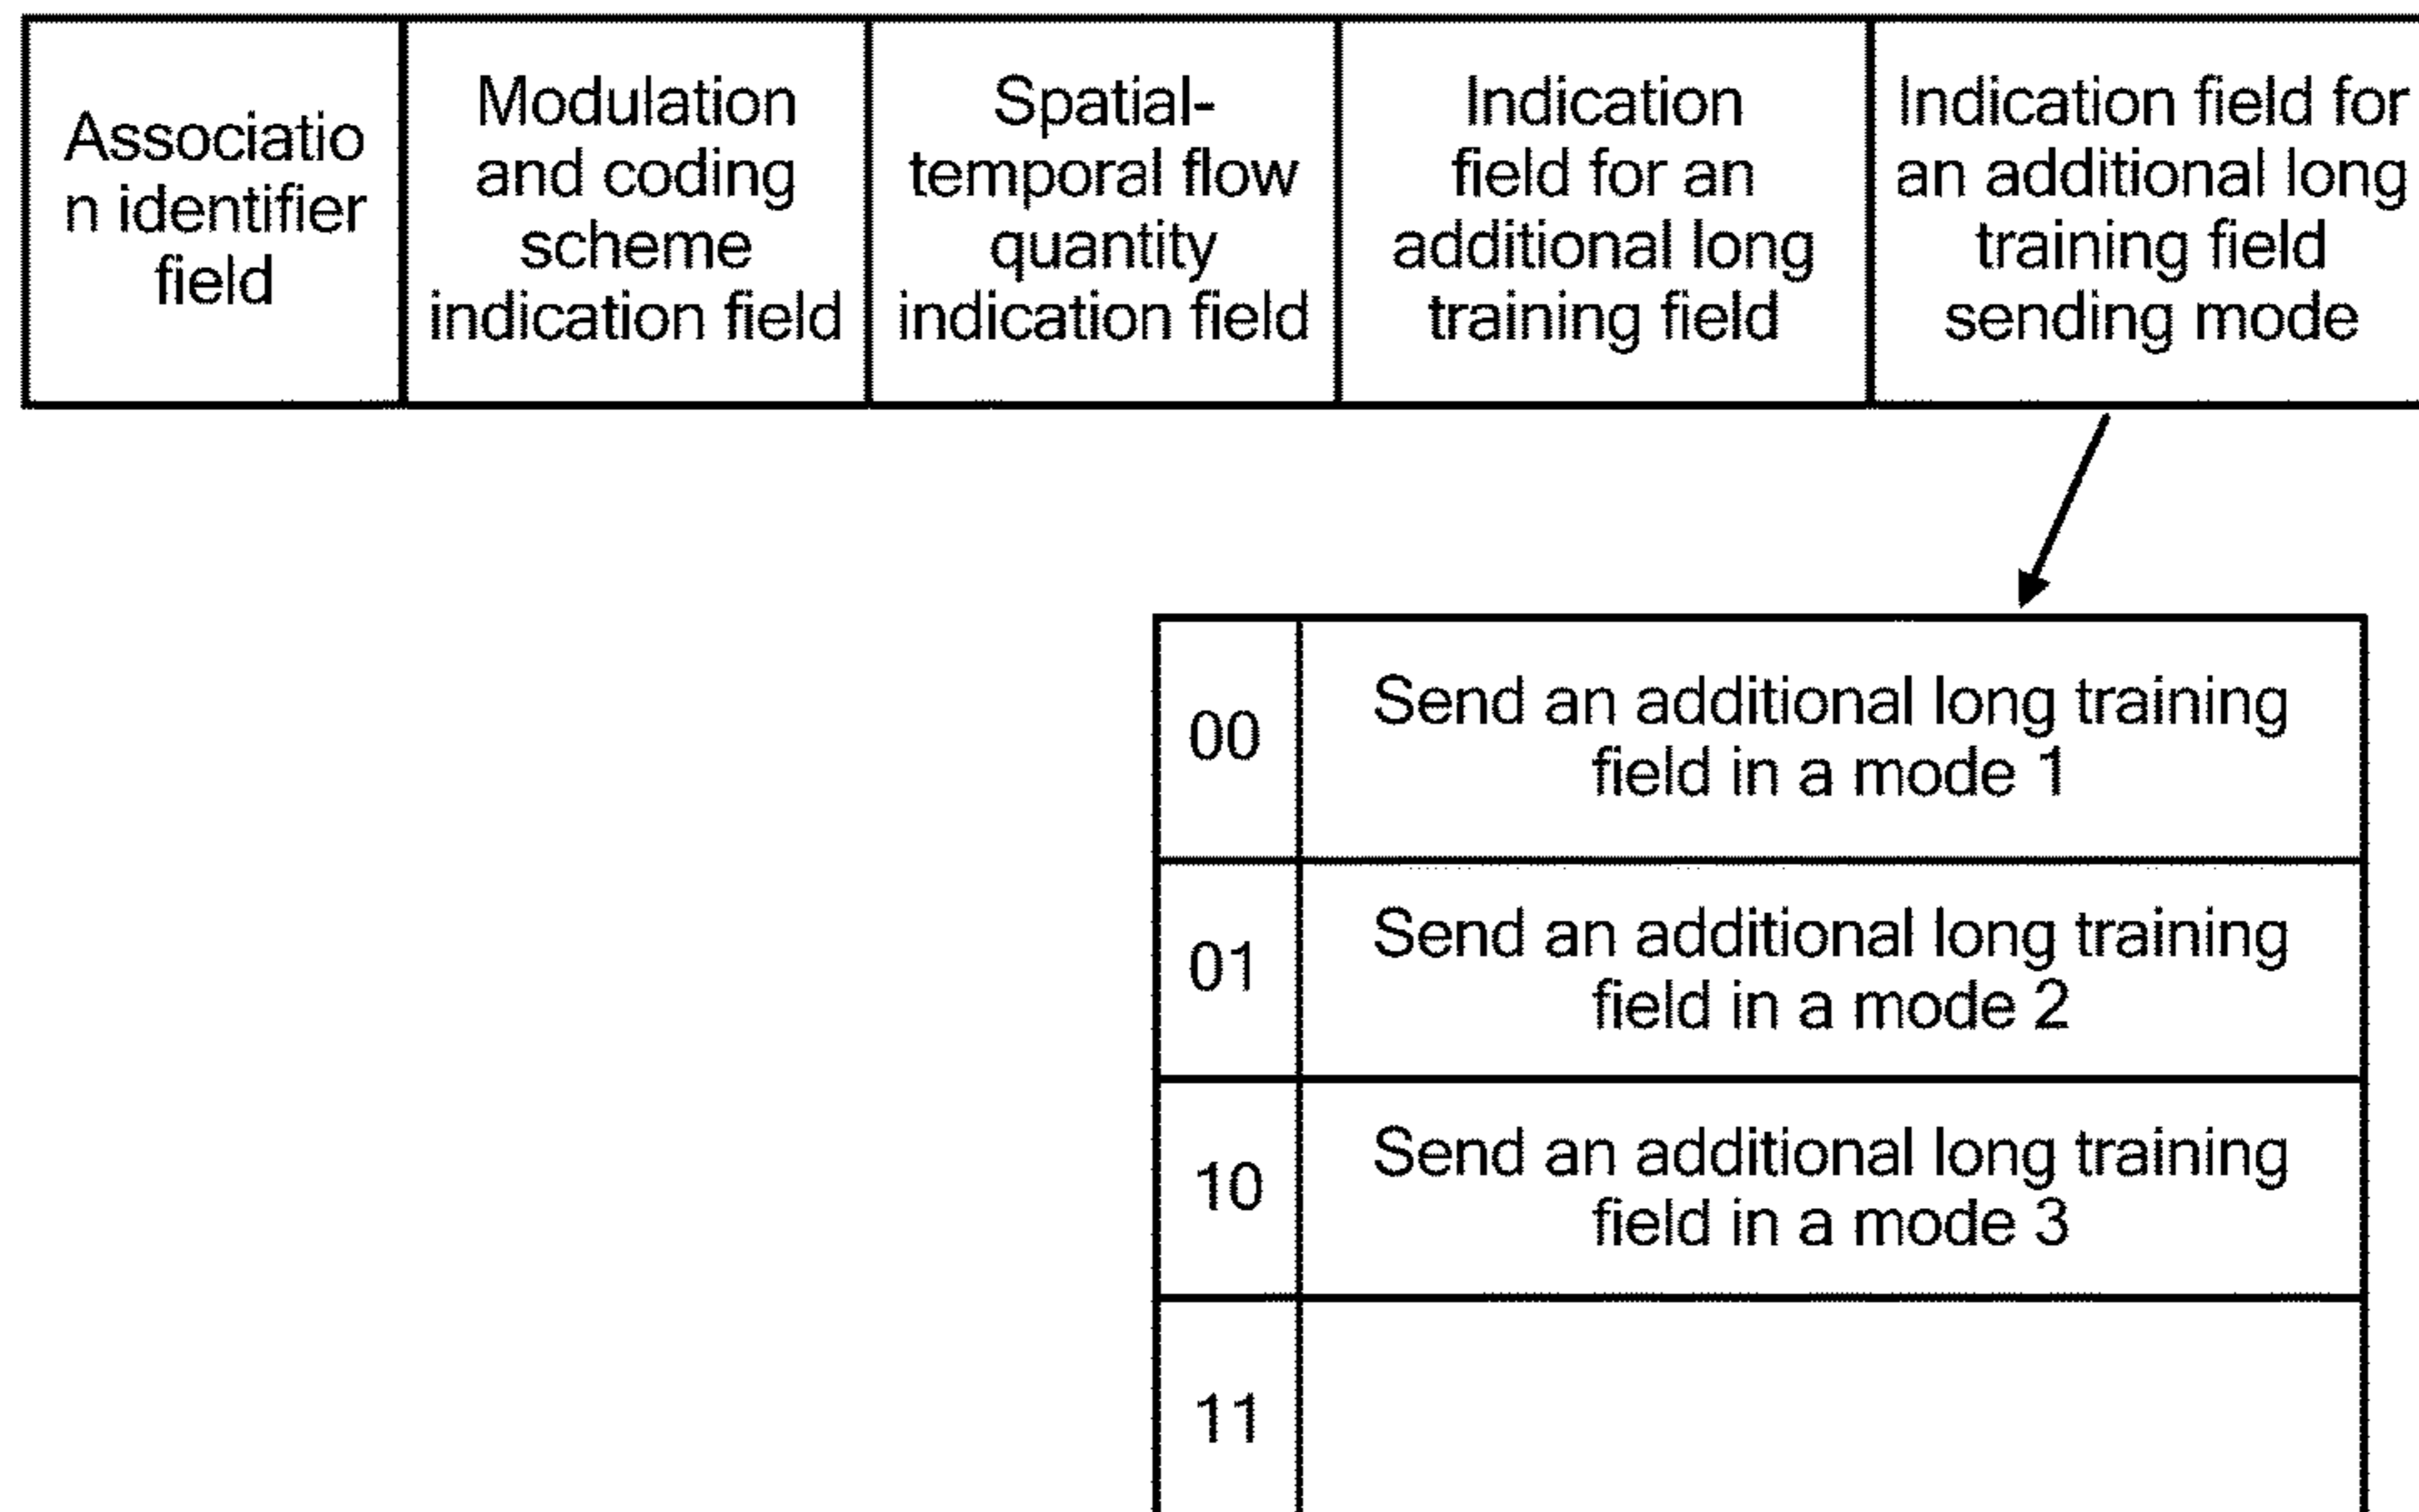 Associatio
n identifier
field
Modulation
and coding
scheme
indication field
Spatial-
temporal flow
quantity
indication field
Indication
field for an
additional long
training field
Indication field for
an additional long
training field
sending mode
00
Send an additional long training
field in a mode 1
01
Send an additional long training
field in a mode 2
10
Send an additional long training
field in a mode 3
11